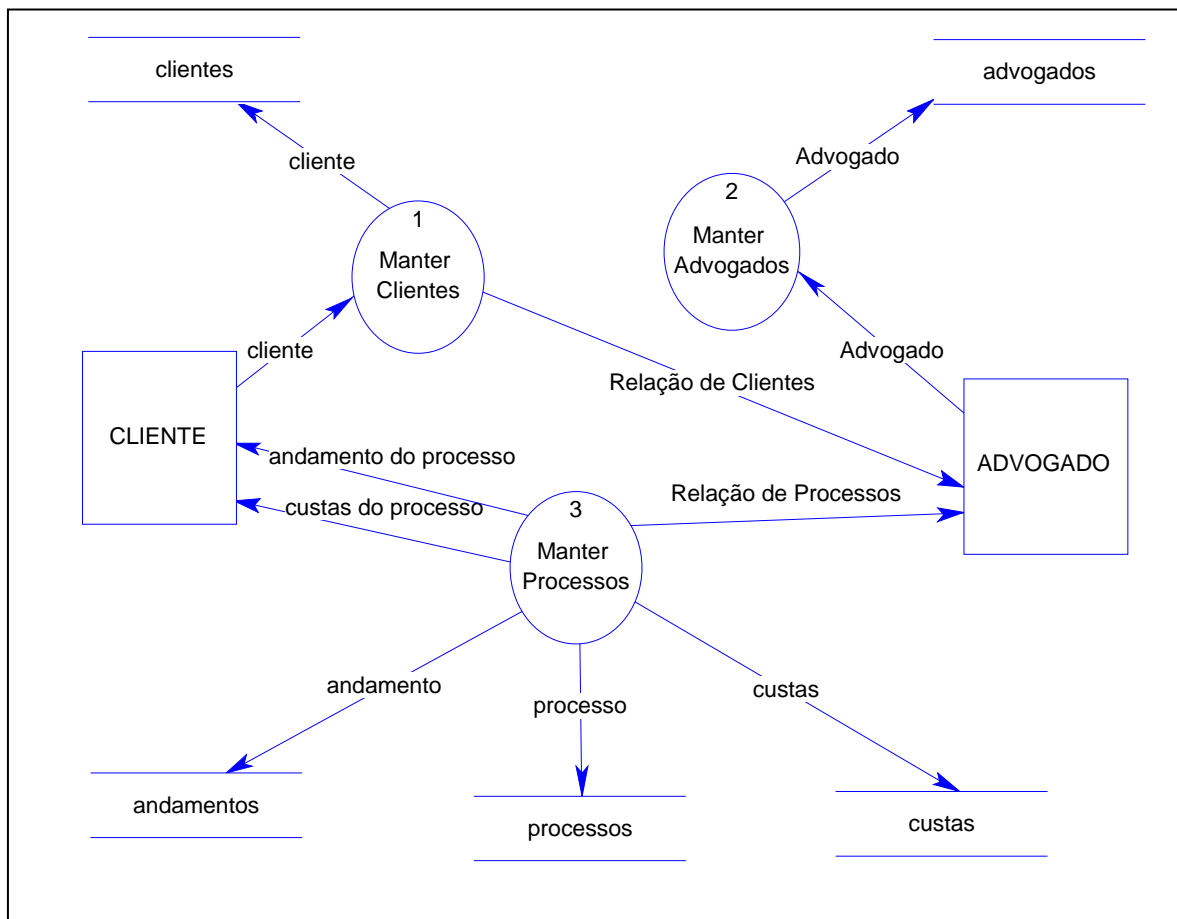 clientes
advogados
cliente
Advogado
1
Manter
Clientes
2
Manter
Advogados
cliente
Advogado
Relação de Clientes
CLIENTE
ADVOGADO
andamento do processo
custas do processo
Relação de Processos
3
Manter
Processos
andamento
processo
custas
andamentos
processos
custas